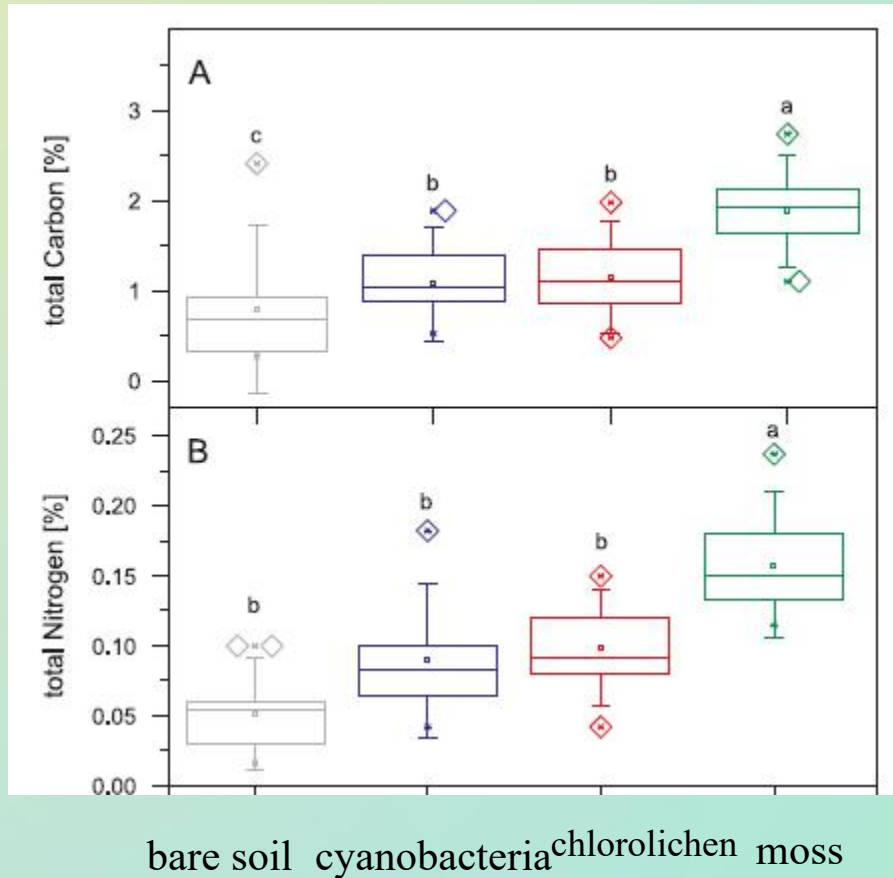 A
total Carbon [%]
3
2
1
0
c
b
b
a
B
total Nitrogen [%]
0.25
0.20
0.15
0.10
0.05
0.00
b
b
b
a
bare soil cyanobacteria chlorolichen moss